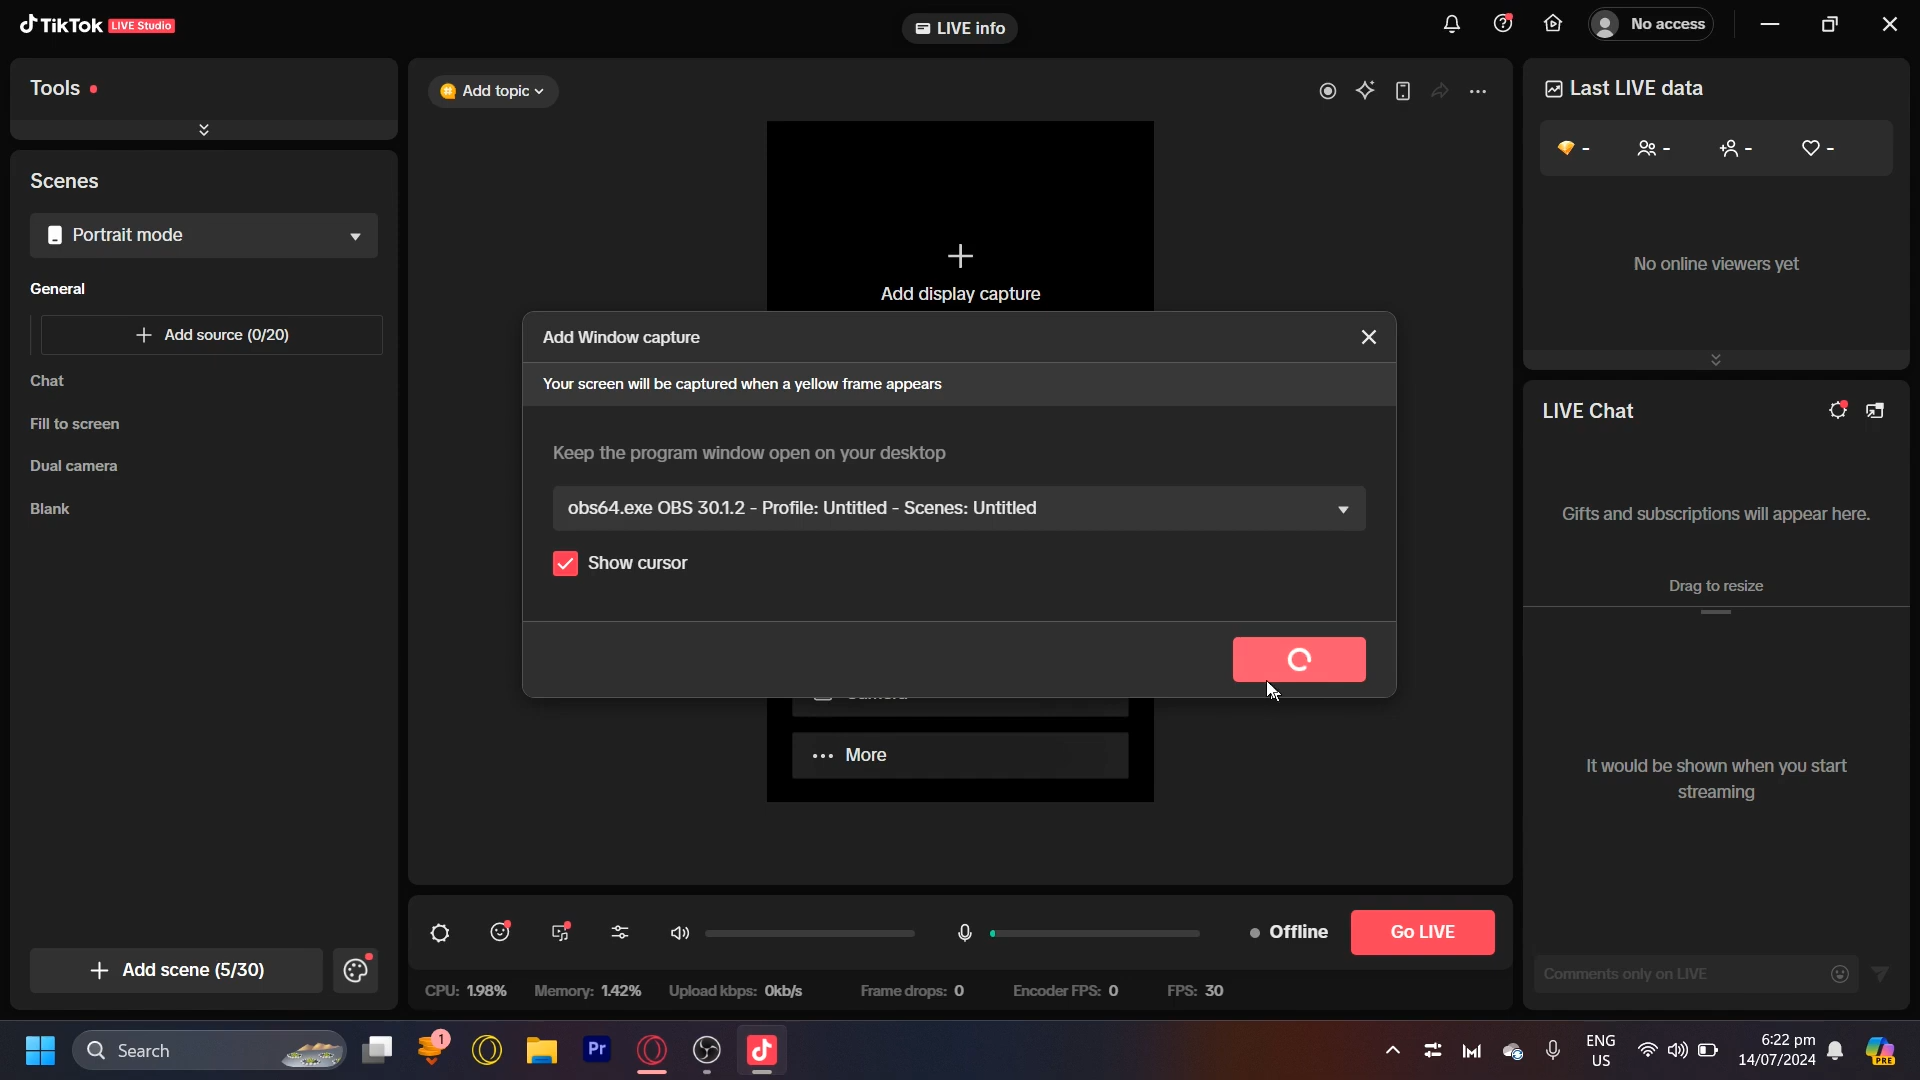 TikTok LIVE Studio
LIVE info
No access
Tools
Add topic
Last LIVE data
-
-
-
-
Scenes
Portrait mode
General
Add source (0/20)
Chat
Fill to screen
Dual camera
Blank
Add display capture
No online viewers yet
Add Window capture
Your screen will be captured when a yellow frame appears
Keep the program window open on your desktop
obs64.exe OBS 30.1.2 - Profile: Untitled - Scenes: Untitled
Show cursor
More
LIVE Chat
Gifts and subscriptions will appear here.
Drag to resize
It would be shown when you start
streaming
Comments only on LIVE
Add scene (5/30)
Offline
Go LIVE
CPU: 1.98% Memory: 1.42% Upload kbps: 0kb/s Frame drops: 0 Encoder FPS: 0 FPS: 30
Search
1
Pr
ENG
US
6:22 pm
14/07/2024
PRE